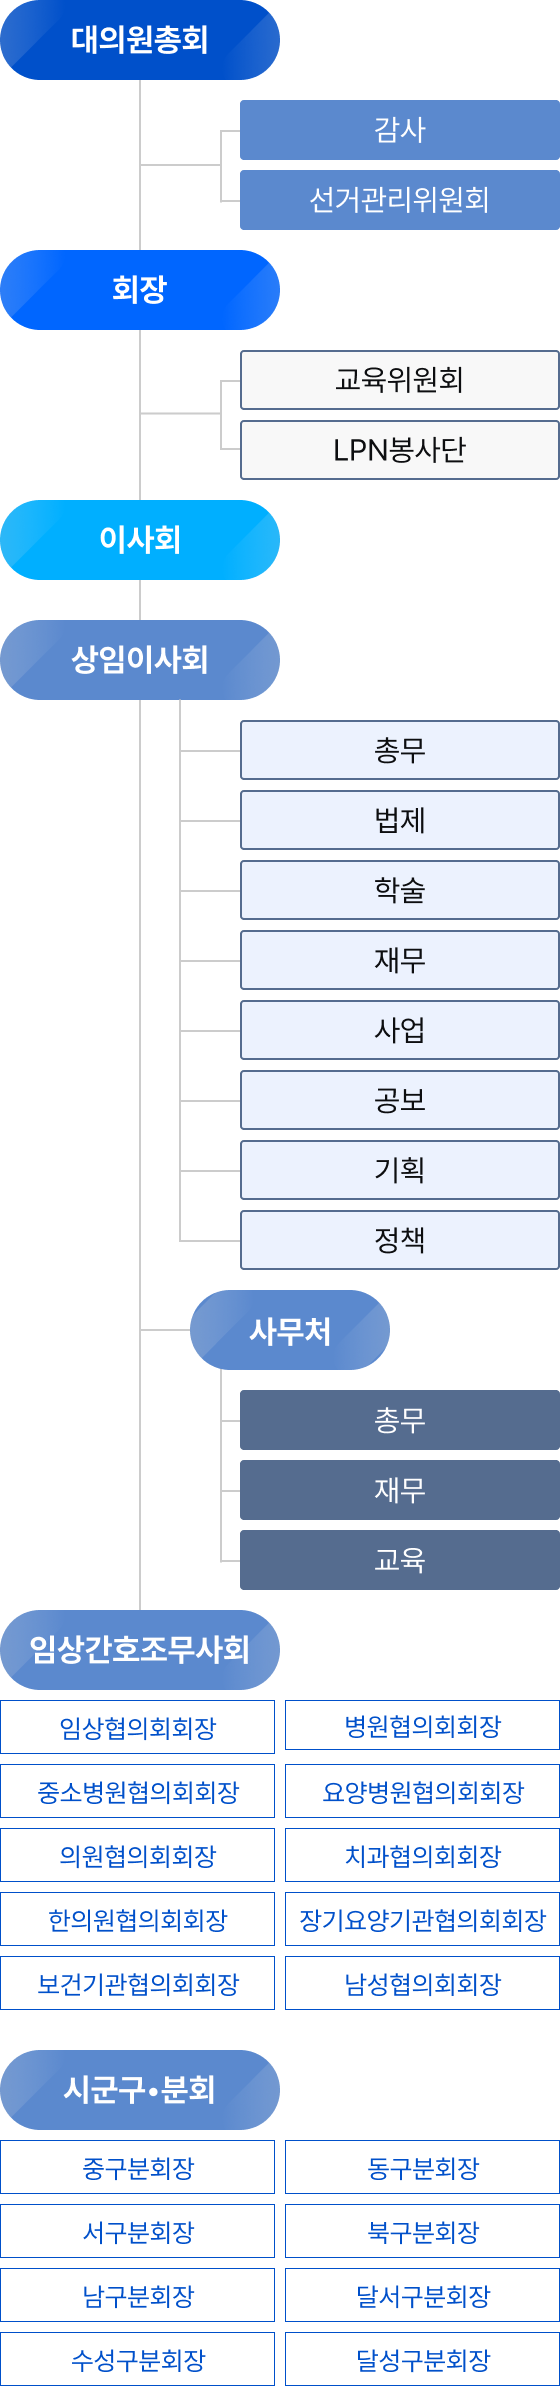 대의원총회
감사
선거관리위원회
회장
교육위원회
LPN봉사단
이사회
상임이사회
총무
법제
학술
재무
사업
공보
기획
정책
사무처
총무
재무
교육
임상간호조무사회
임상협의회회장
병원협의회회장
중소병원협의회회장
요양병원협의회회장
의원협의회회장
치과협의회회장
한의원협의회회장
장기요양기관협의회회장
보건기관협의회회장
남성협의회회장
시군구•분회
중구분회장
동구분회장
서구분회장
북구분회장
남구분회장
달서구분회장
수성구분회장
달성구분회장